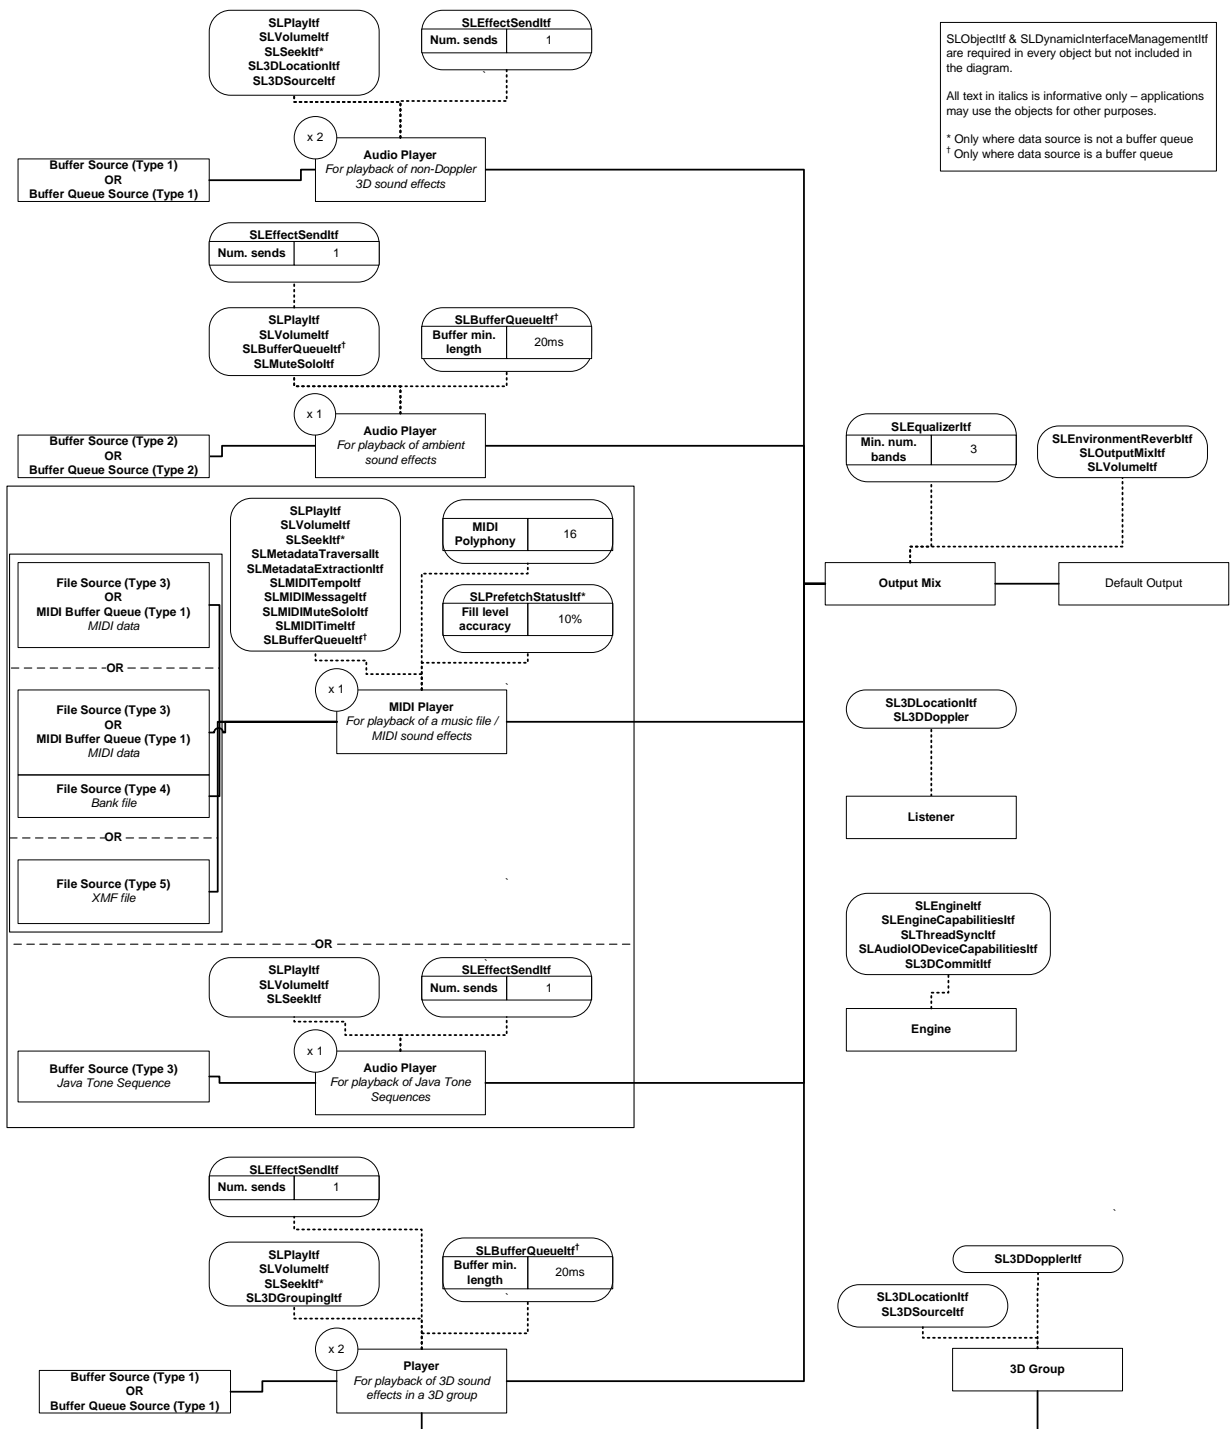 SLPlayItf
SLVolumeItf
SLSeekItf*
SL3DLocationItf
SL3DSourceItf
SLEffectSendItf
Num. sends 1
SLObjectItf & SLDynamicInterfaceManagementItf
are required in every object but not included in
the diagram.
All text in italics is informative only – applications
may use the objects for other purposes.
* Only where data source is not a buffer queue
† Only where data source is a buffer queue
x 2
Buffer Source (Type 1)
OR
Buffer Queue Source (Type 1)
Audio Player
For playback of non-Doppler
3D sound effects
SLEffectSendItf
Num. sends 1
SLPlayItf
SLVolumeItf
SLBufferQueueItf†
SLMuteSoloItf
SLBufferQueueItf†
Buffer min.
length
20ms
x 1
Buffer Source (Type 2)
OR
Buffer Queue Source (Type 2)
Audio Player
For playback of ambient
sound effects
SLEqualizerItf
Min. num.
bands
3
SLEnvironmentReverbItf
SLOutputMixItf
SLVolumeItf
Output Mix
Default Output
SLPlayItf
SLVolumeItf
SLSeekItf*
SLMetadataTraversalIt
SLMetadataExtractionItf
SLMIDITempoItf
SLMIDIMessageItf
SLMIDIMuteSoloItf
SLMIDITimeItf
SLBufferQueueItf†
MIDI
Polyphony
16
SLPrefetchStatusItf*
Fill level
accuracy
10%
File Source (Type 3)
OR
MIDI Buffer Queue (Type 1)
MIDI data
OR
File Source (Type 3)
OR
MIDI Buffer Queue (Type 1)
MIDI data
File Source (Type 4)
Bank file
OR
File Source (Type 5)
XMF file
x 1
MIDI Player
For playback of a music file /
MIDI sound effects
SL3DLocationItf
SL3DDoppler
Listener
SLEngineItf
SLEngineCapabilitiesItf
SLThreadSyncItf
SLAudioIODeviceCapabilitiesItf
SL3DCommitItf
Engine
OR
SLPlayItf
SLVolumeItf
SLSeekItf
SLEffectSendItf
Num. sends 1
x 1
Buffer Source (Type 3)
Java Tone Sequence
Audio Player
For playback of Java Tone
Sequences
SLEffectSendItf
Num. sends 1
SLPlayItf
SLVolumeItf
SLSeekItf*
SL3DGroupingItf
SLBufferQueueItf†
Buffer min.
length
20ms
x 2
Buffer Source (Type 1)
OR
Buffer Queue Source (Type 1)
Player
For playback of 3D sound
effects in a 3D group
SL3DDopplerItf
SL3DLocationItf
SL3DSourceItf
3D Group